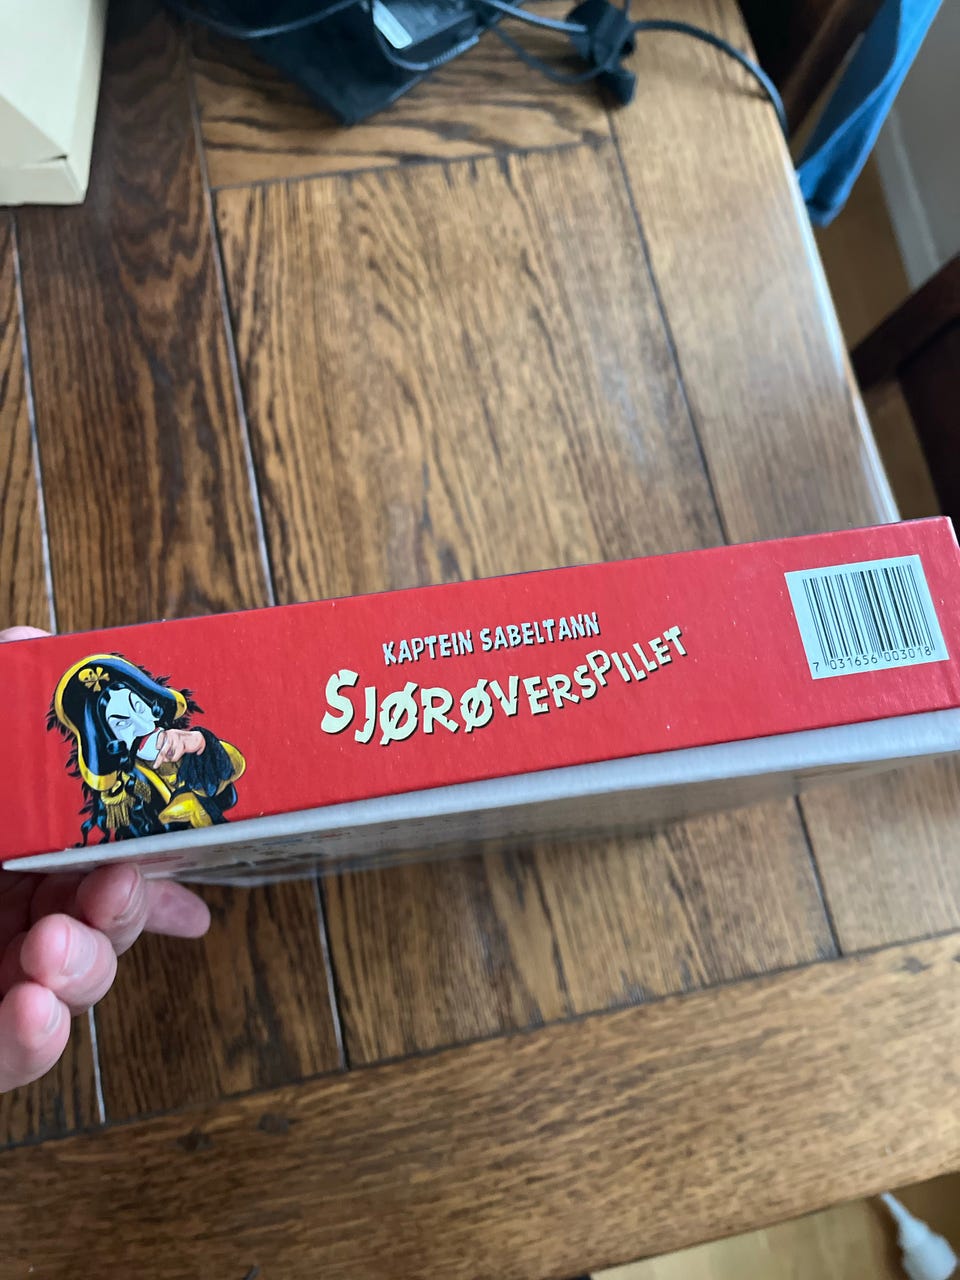 KAPTEIN SABELTANN
SJØRØVERSPILLET
7 031656 003018